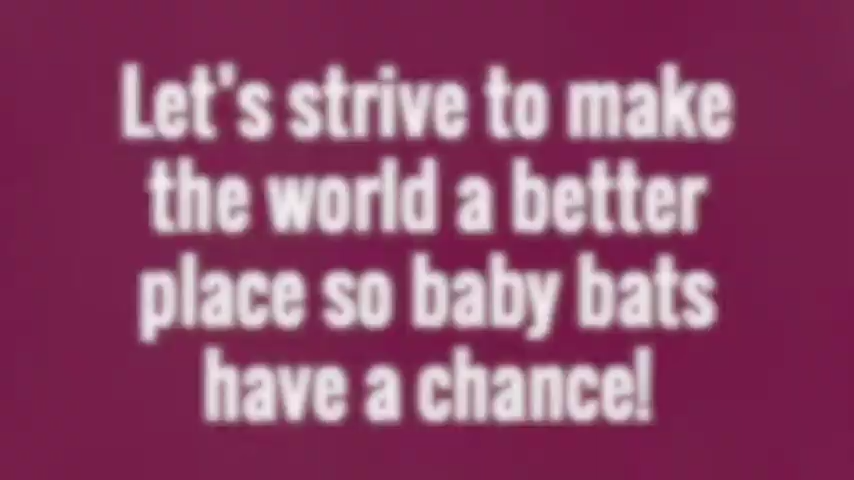 Let's strive to make
the world a better
place so baby bats
have a chance!